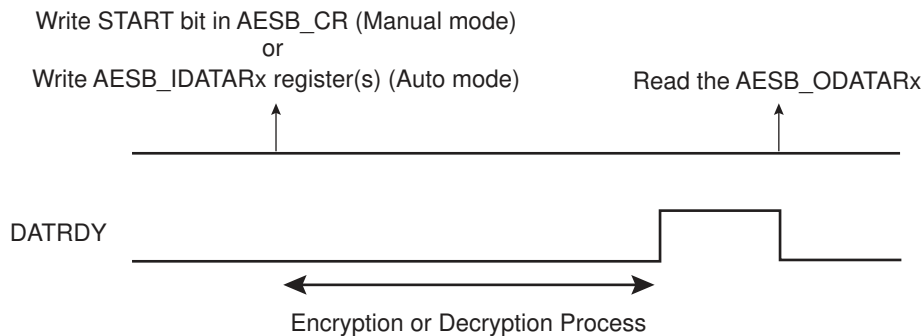 Write START bit in AESB_CR (Manual mode)
or
Write AESB_IDATARx register(s) (Auto mode)
Read the AESB_ODATARx
DATRDY
Encryption or Decryption Process